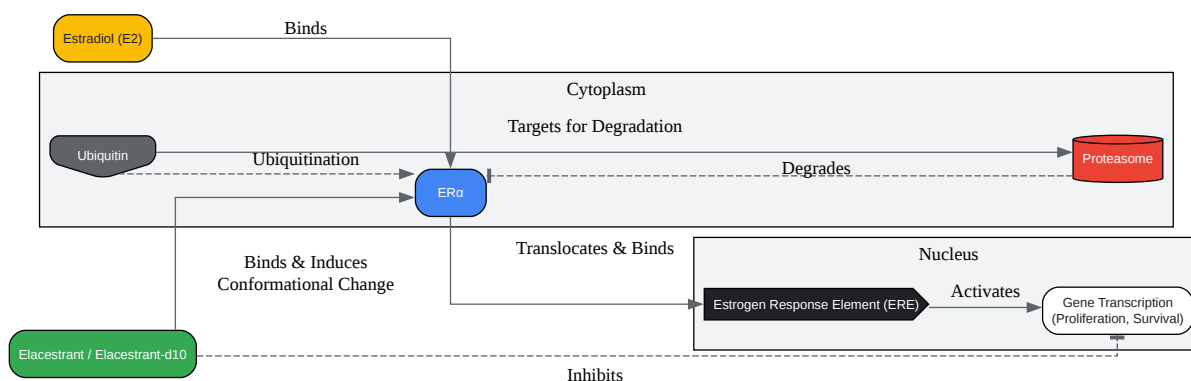 Estradiol (E2)
Binds
Cytoplasm
Targets for Degradation
Ubiquitin
Proteasome
Ubiquitination
Degrades
ERα
Translocates & Binds
Nucleus
Binds & Induces
Conformational Change
Estrogen Response Element (ERE)
Activates
Gene Transcription
(Proliferation, Survival)
Elacestrant / Elacestrant-d10
Inhibits